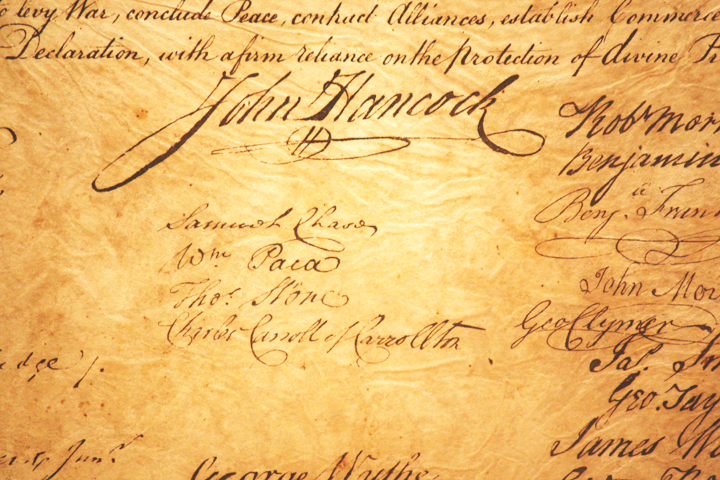 to levy War, conclude Peace, contract Alliances, establish Commerce
Declaration, with a firm reliance on the Protection of divine
John Hancock
Robt Mor
Benjamin
Benj.a Fran
Samuel Chase
Wm. Paca
Thos. Stone
Charles Carroll of Carrollton
John Mor
Geo Clymer
Jas. Sm
Geo. Tay
James W
George Wythe